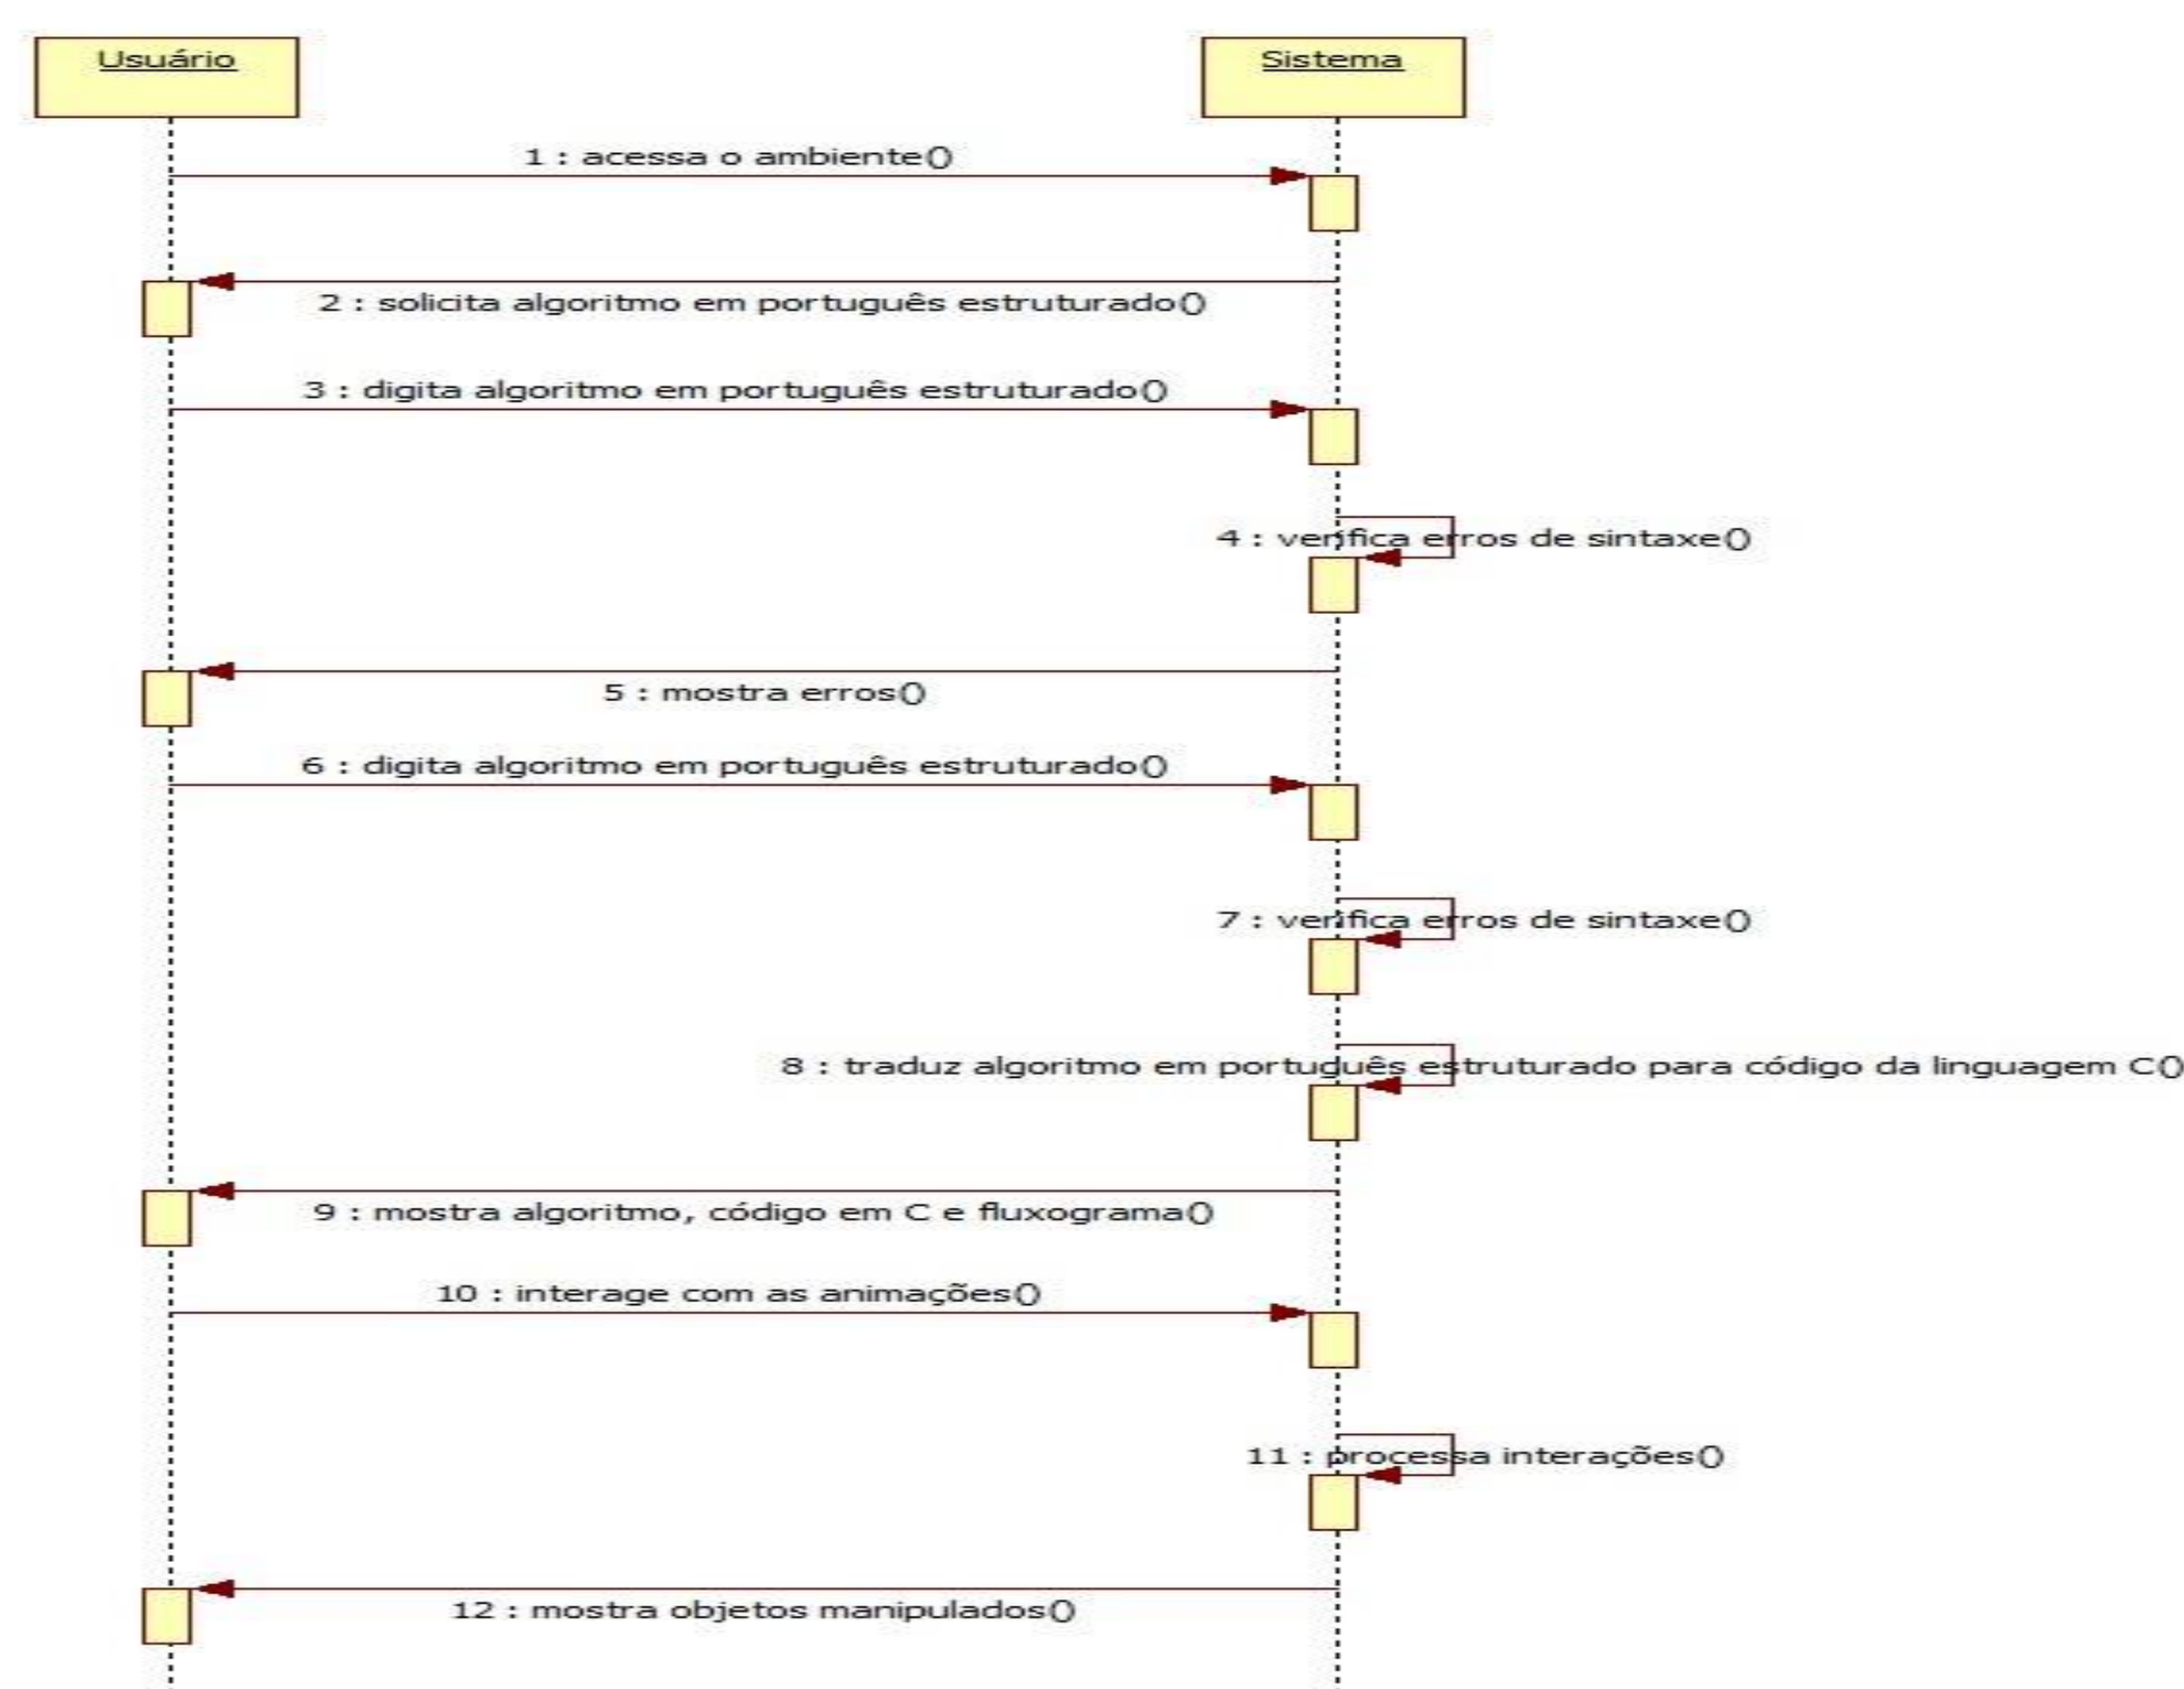 Usuário
Sistema
1 : acessa o ambiente()
2 : solicita algoritmo em português estruturado()
3 : digita algoritmo em português estruturado()
4 : verifica erros de sintaxe()
5 : mostra erros()
6 : digita algoritmo em português estruturado()
7 : verifica erros de sintaxe()
8 : traduz algoritmo em português estruturado para código da linguagem C()
9 : mostra algoritmo, código em C e fluxograma()
10 : interage com as animações()
11 : processa interações()
12 : mostra objetos manipulados()